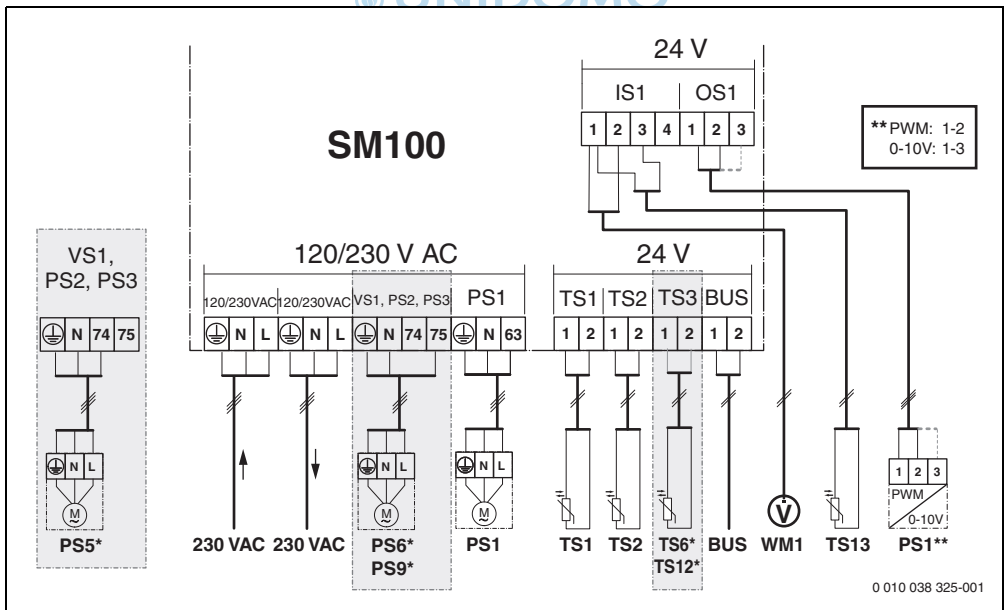 UNIDOMO
24 V
IS1 OS1
1 2 3 4 1 2 3
**PWM: 1-2
0-10V: 1-3
SM100
VS1,
PS2, PS3
N 74 75
N L
M
~
PS5*
120/230 V AC
24 V
120/230VAC 120/230VAC VS1, PS2, PS3 PS1
TS1 TS2 TS3 BUS
N L N L N 74 75 N 63
1 2 1 2 1 2 1 2
N L N L
M M
~ ~
1 2 3
PWM
0-10V
V̇
230 VAC 230 VAC PS6* PS1 TS1 TS2 TS6* BUS WM1 TS13 PS1**
PS9* TS12*
0 010 038 325-001